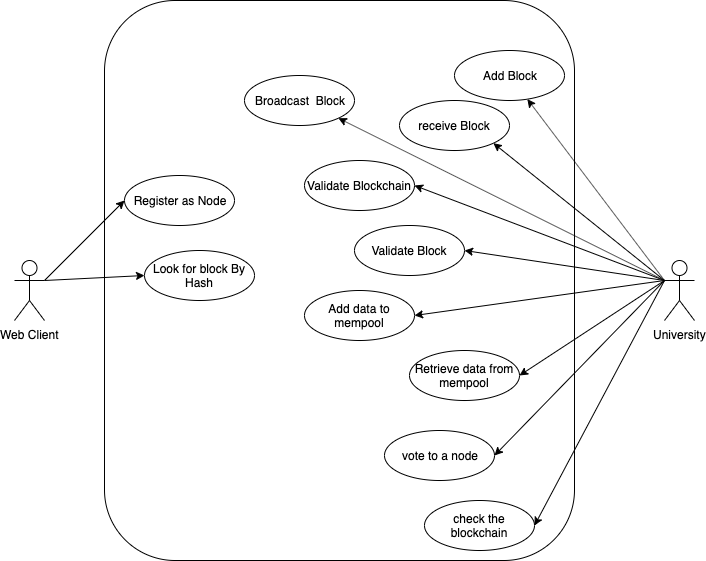 Add Block
Broadcast Block
receive Block
Validate Blockchain
Register as Node
Validate Block
Look for block By
Hash
Add data to
mempool
Web Client
University
Retrieve data from
mempool
vote to a node
check the
blockchain